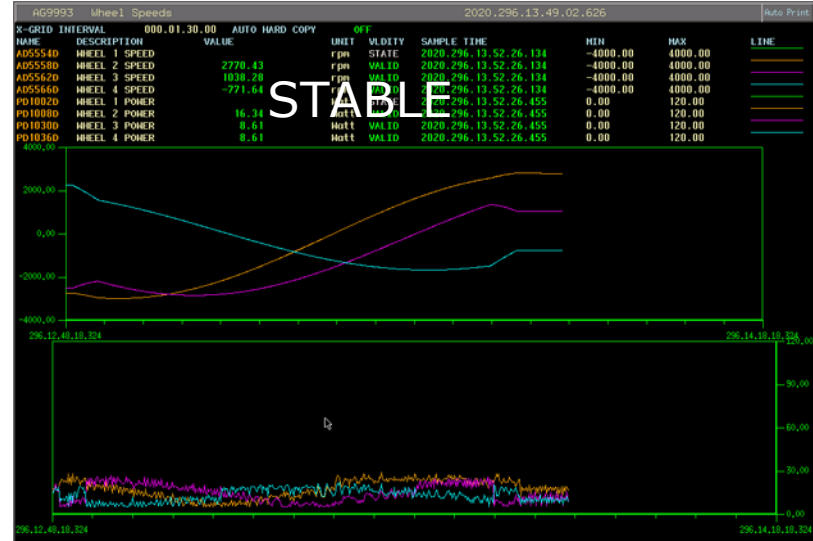 AG9993 Wheel Speeds 2020.296.13.49.02.626 Auto Print
X-GRID INTERVAL 000.01.30.00 AUTO HARD COPY OFF
NAME DESCRIPTION VALUE UNIT VLDITY SAMPLE TIME MIN MAX LINE
AD5554D WHEEL 1 SPEED rpm STATE 2020.296.13.52.26.134 -4000.00 4000.00
AD5558D WHEEL 2 SPEED 2770.43 rpm VALID 2020.296.13.52.26.134 -4000.00 4000.00
AD5562D WHEEL 3 SPEED 1038.28 rpm VALID 2020.296.13.52.26.134 -4000.00 4000.00
AD5566D WHEEL 4 SPEED -771.64 rpm VALID 2020.296.13.52.26.134 -4000.00 4000.00
STABLE
PD1002D WHEEL 1 POWER Watt STATE 2020.296.13.52.26.455 0.00 120.00
PD1008D WHEEL 2 POWER 16.34 Watt VALID 2020.296.13.52.26.455 0.00 120.00
PD1030D WHEEL 3 POWER 8.61 Watt VALID 2020.296.13.52.26.455 0.00 120.00
PD1036D WHEEL 4 POWER 8.61 Watt VALID 2020.296.13.52.26.455 0.00 120.00
4000.00
2000.00
0.00
-2000.00
-4000.00
296.12.48.18.324 296.14.18.18.324
120.00
90.00
60.00
30.00
0.00
296.12.48.18.324 296.14.18.18.324